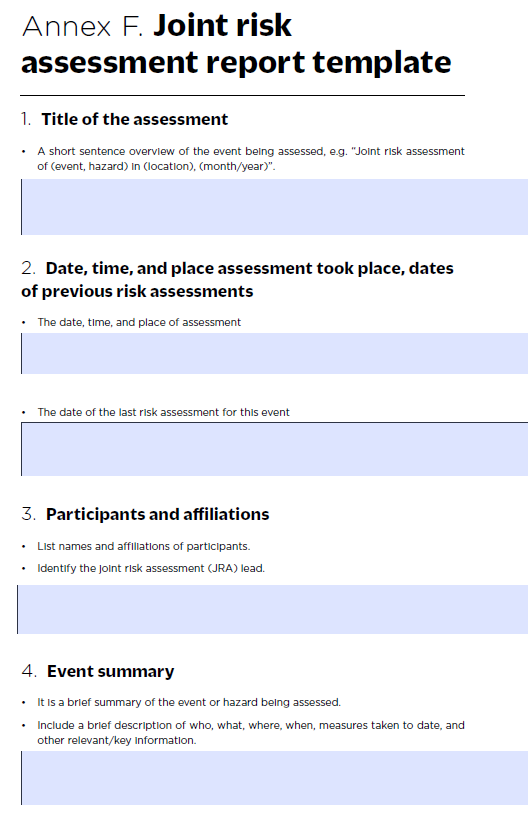 Annex F. Joint risk
assessment report template
1. Title of the assessment
• A short sentence overview of the event being assessed, e.g. “Joint risk assessment
of (event, hazard) in (location), (month/year)”.
2. Date, time, and place assessment took place, dates
of previous risk assessments
• The date, time, and place of assessment
• The date of the last risk assessment for this event
3. Participants and affiliations
• List names and affiliations of participants.
• Identify the joint risk assessment (JRA) lead.
4. Event summary
• It is a brief summary of the event or hazard being assessed.
• Include a brief description of who, what, where, when, measures taken to date, and
other relevant/key information.